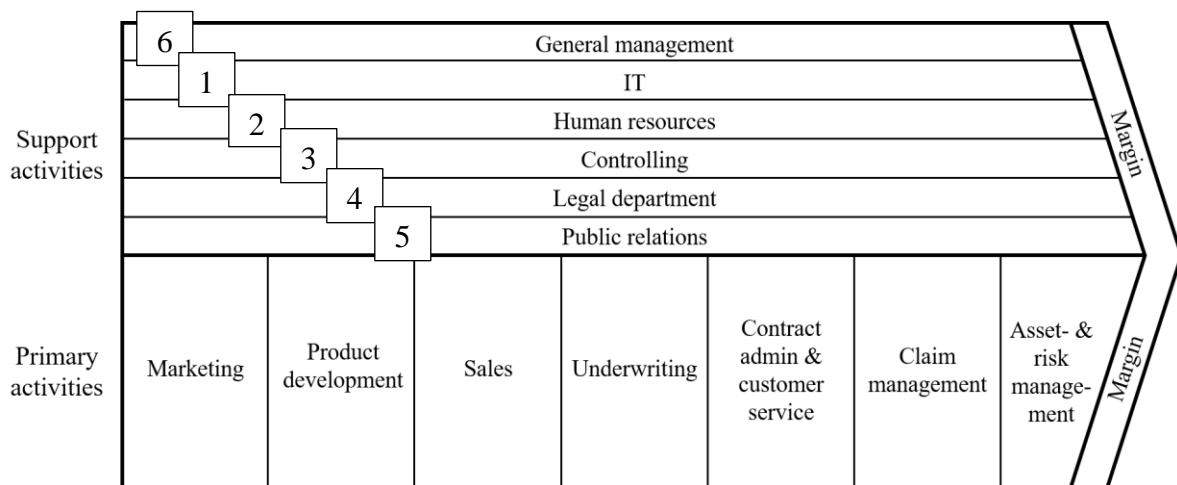 6
General management
1
IT
2
Human resources
Support
activities
3
Controlling
4
Legal department
5
Public relations
Margin
Primary
activities
Marketing
Product
development
Sales
Underwriting
Contract
admin &
customer
service
Claim
management
Asset- &
risk
manage-
ment
Margin